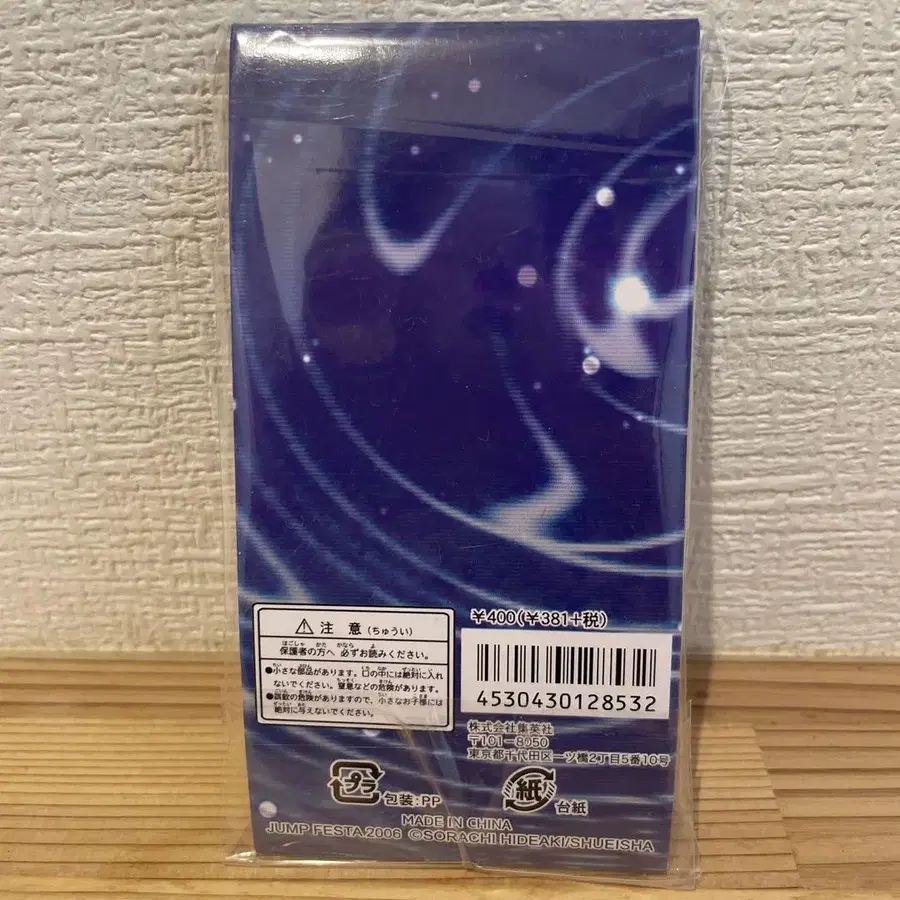 ¥400(¥381+税)
⚠ 注 意 (ちゅうい)
保護者の方へ 必ずお読みください。
●小さな部品があります。口の中には絶対に入れ
ないでください。窒息などの危険があります。
●誤飲の危険がありますので、小さなお子様には
絶対に与えないでください。
4530430128532
株式会社集英社
〒101-8050
東京都千代田区一ツ橋2丁目5番10号
プラ 包装:PP
紙 台紙
MADE IN CHINA
JUMP FESTA 2006 ©SORACHI HIDEAKI/SHUEISHA